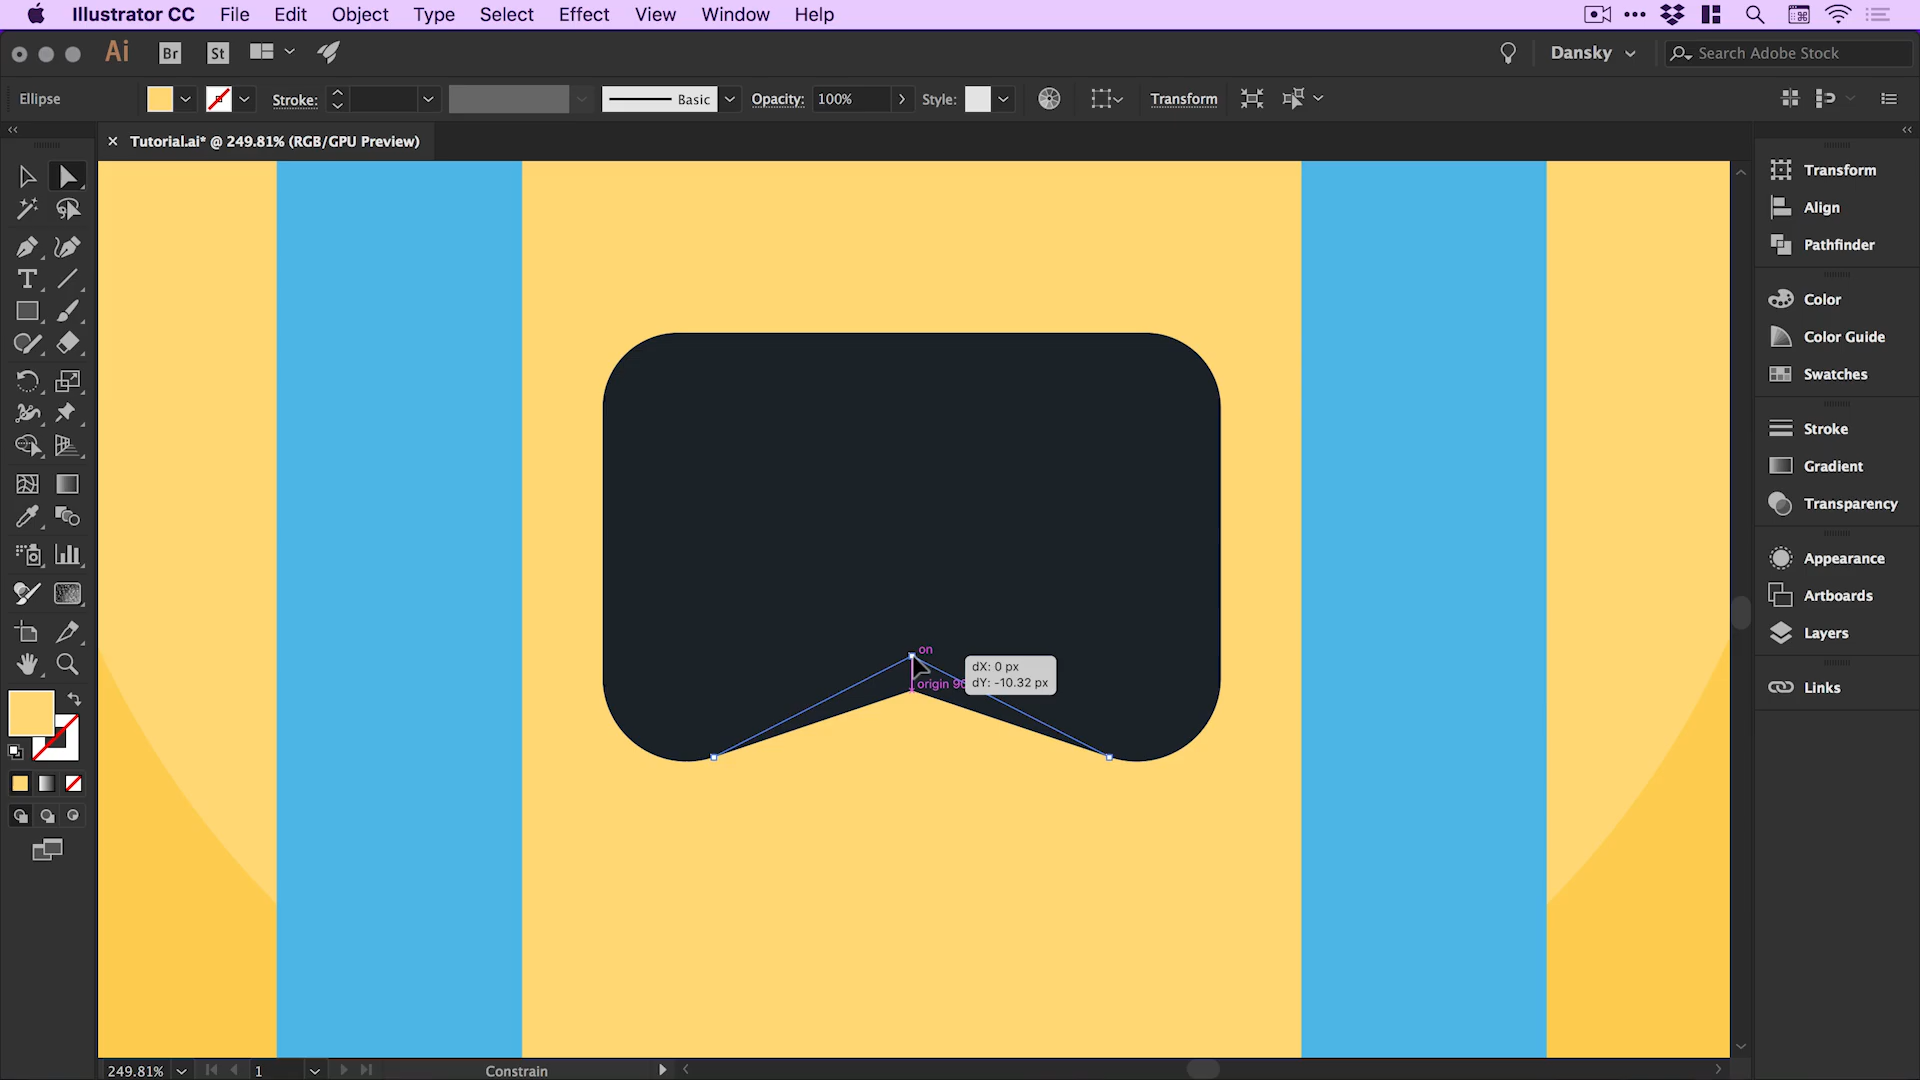 Illustrator CC File Edit Object Type Select Effect View Window Help
Ai Br St Dansky Search Adobe Stock
Ellipse Stroke: Basic Opacity: 100% Style: Transform
Tutorial.ai* @ 249.81% (RGB/GPU Preview)
Transform
Align
Pathfinder
Color
Color Guide
Swatches
Stroke
Gradient
Transparency
Appearance
Artboards
Layers
Links
on
dX: 0 px
origin
dY: -10.32 px
249.81% 1 Constrain